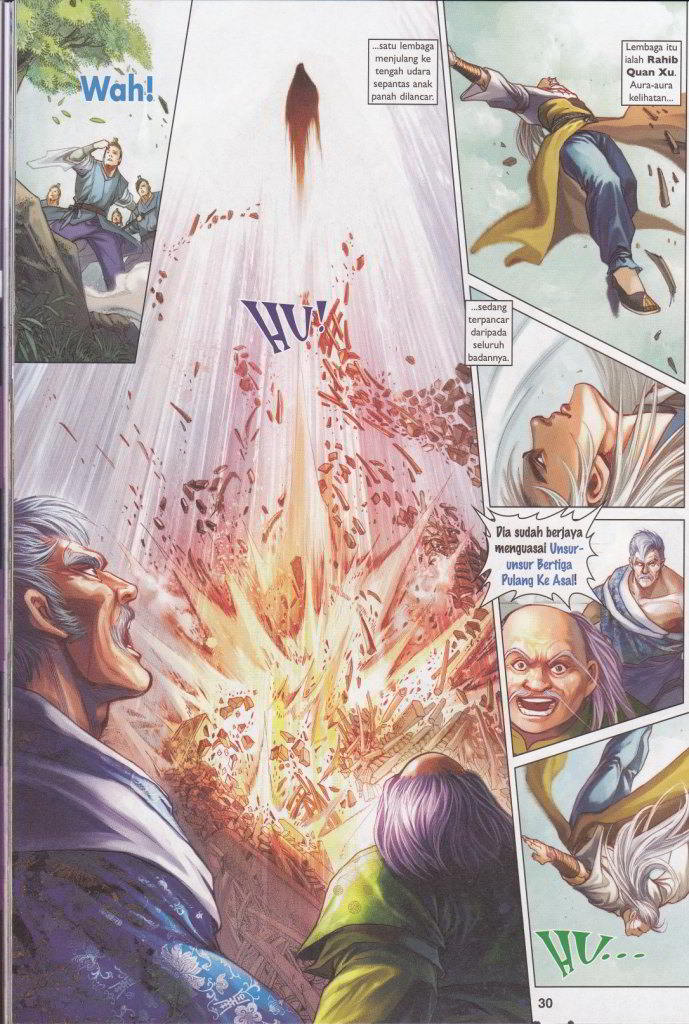 Wah!
...satu lembaga
menjulang ke
tengah udara
sepantas anak
panah dilancar.
HU!
Lembaga itu
ialah Rahib
Quan Xu.
Aura-aura
kelihatan...
...sedang
terpancar
daripada
seluruh
badannya.
Dia sudah berjaya
menguasai Unsur-
unsur Bertiga
Pulang Ke Asal!
HU...
30